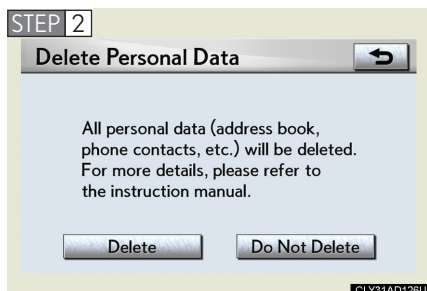 STEP 2
Delete Personal Data
All personal data (address book,
phone contacts, etc.) will be deleted.
For more details, please refer to
the instruction manual.
Delete Do Not Delete
CLY31AD126U